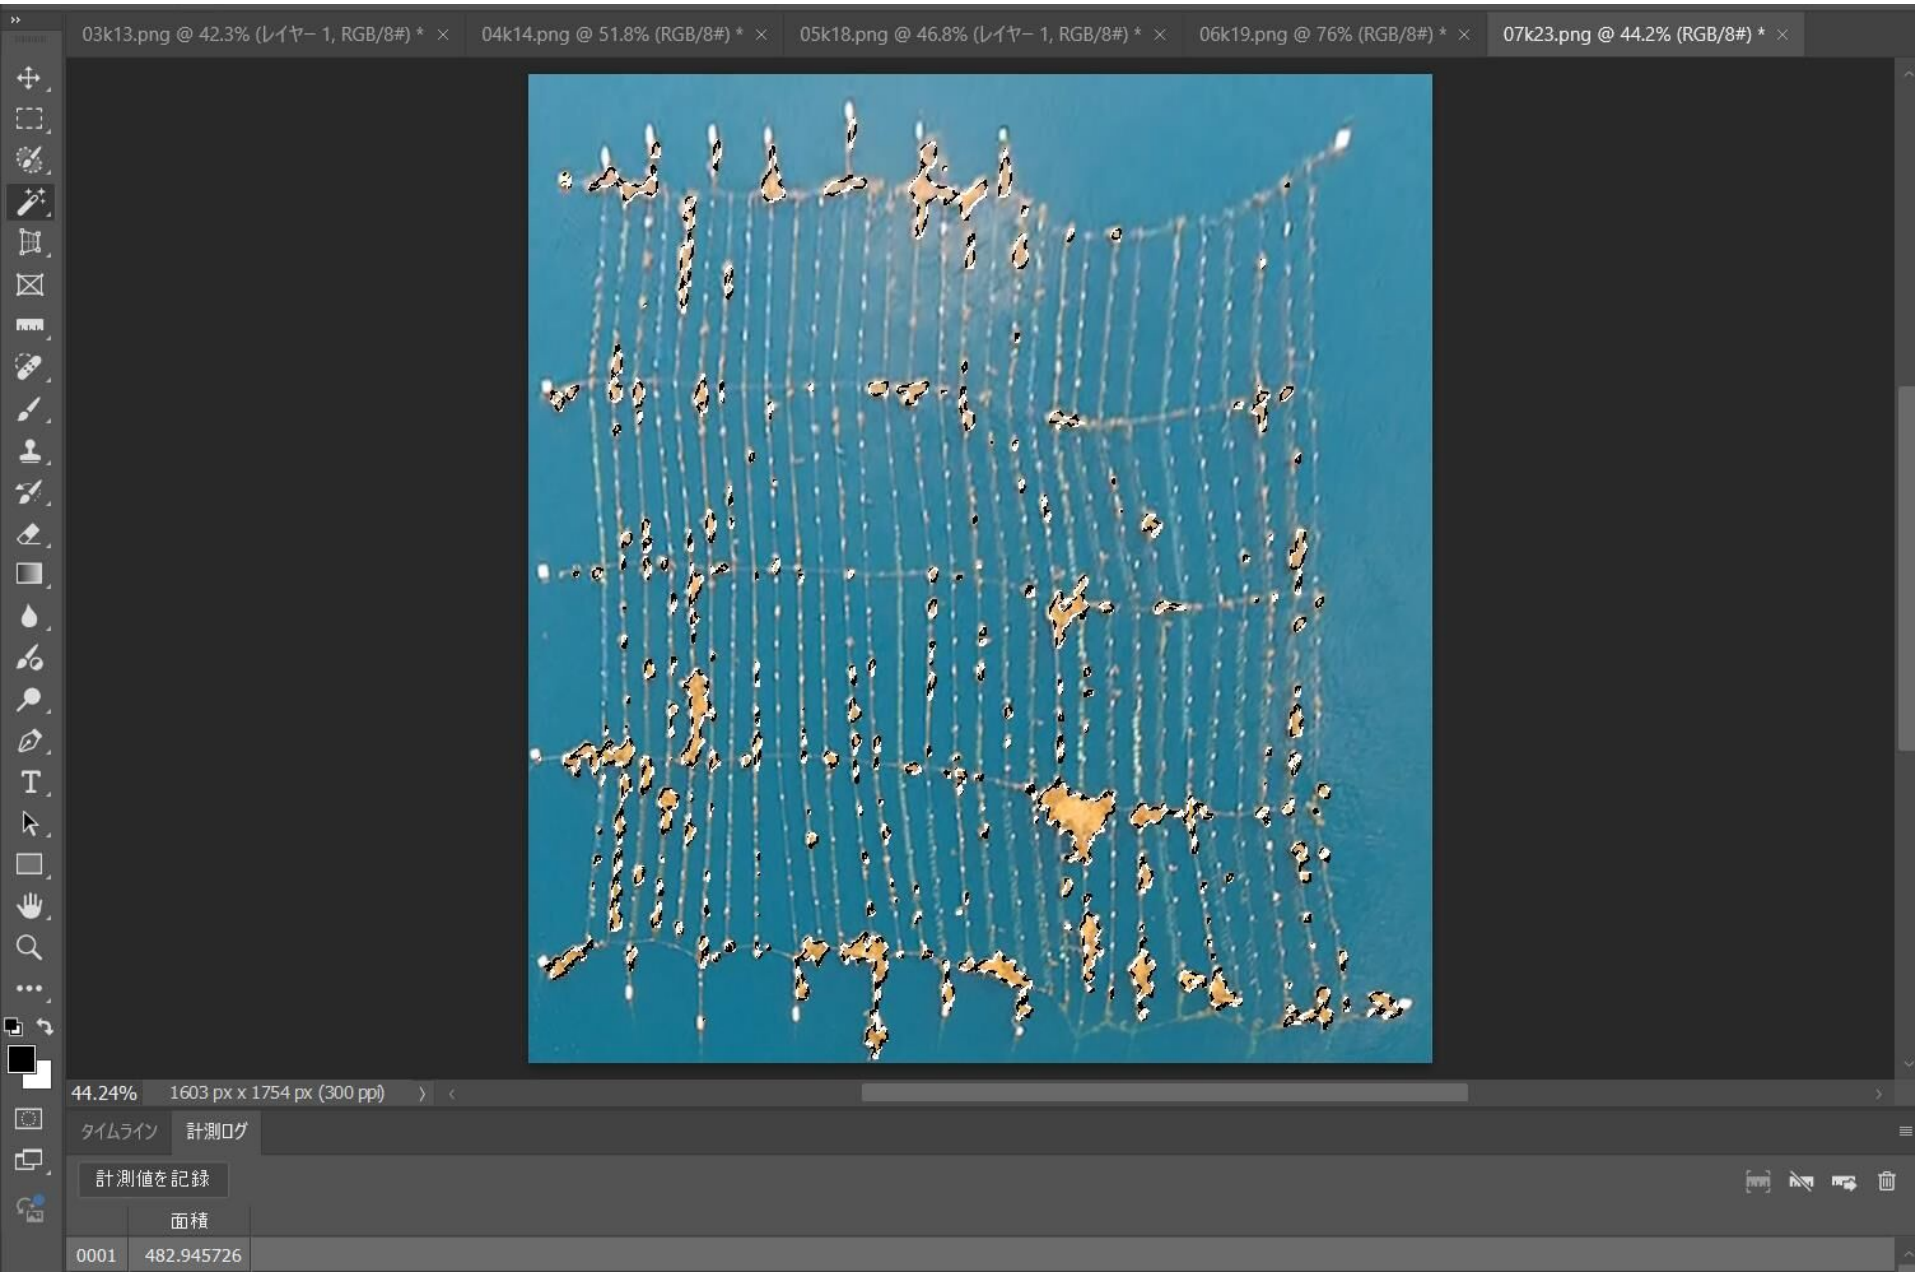 03k13.png @ 42.3% (レイヤー 1, RGB/8#) * ×
04k14.png @ 51.8% (RGB/8#) * ×
05k18.png @ 46.8% (レイヤー 1, RGB/8#) * ×
06k19.png @ 76% (RGB/8#) * ×
07k23.png @ 44.2% (RGB/8#) * ×
44.24%
1603 px x 1754 px (300 ppi)
タイムライン
計測ログ
計測値を記録
面積
0001
482.945726